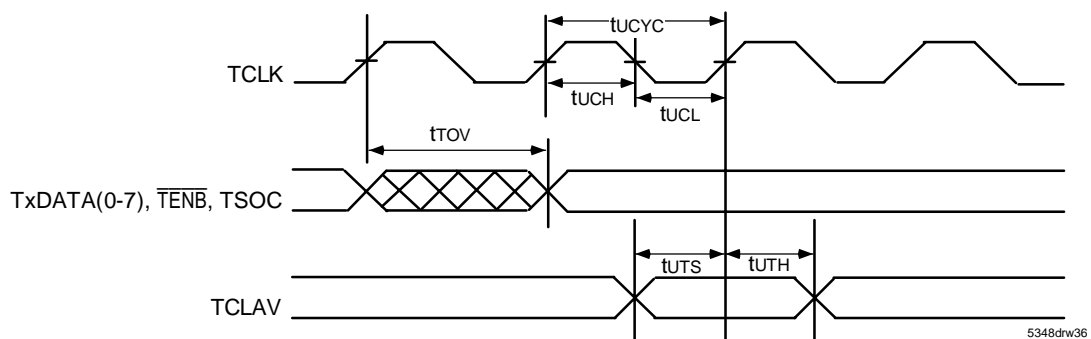 tUCYC
TCLK
tUCH
tUCL
tTOV
TxDATA(0-7), TENB, TSOC
tUTS
tUTH
TCLAV
5348drw36